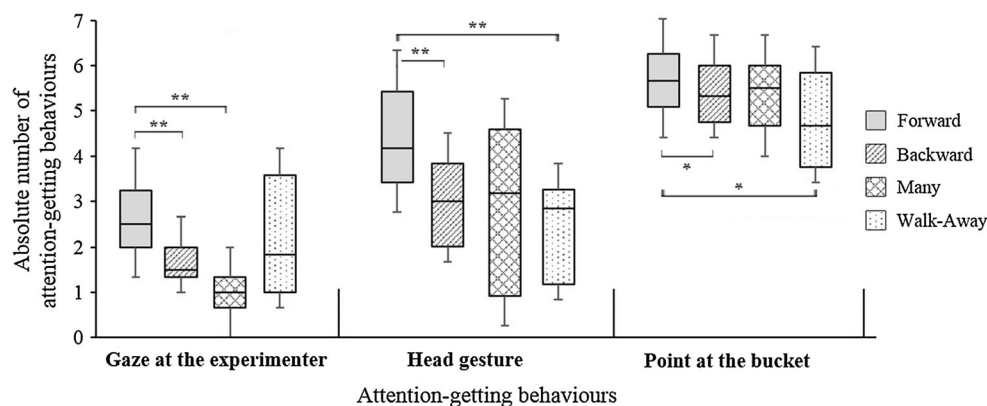 Absolute number of
attention-getting behaviours
7
6
5
4
3
2
1
0
**
**
**
**
*
*
Forward
Backward
Many
Walk-Away
Gaze at the experimenter
Head gesture
Point at the bucket
Attention-getting behaviours